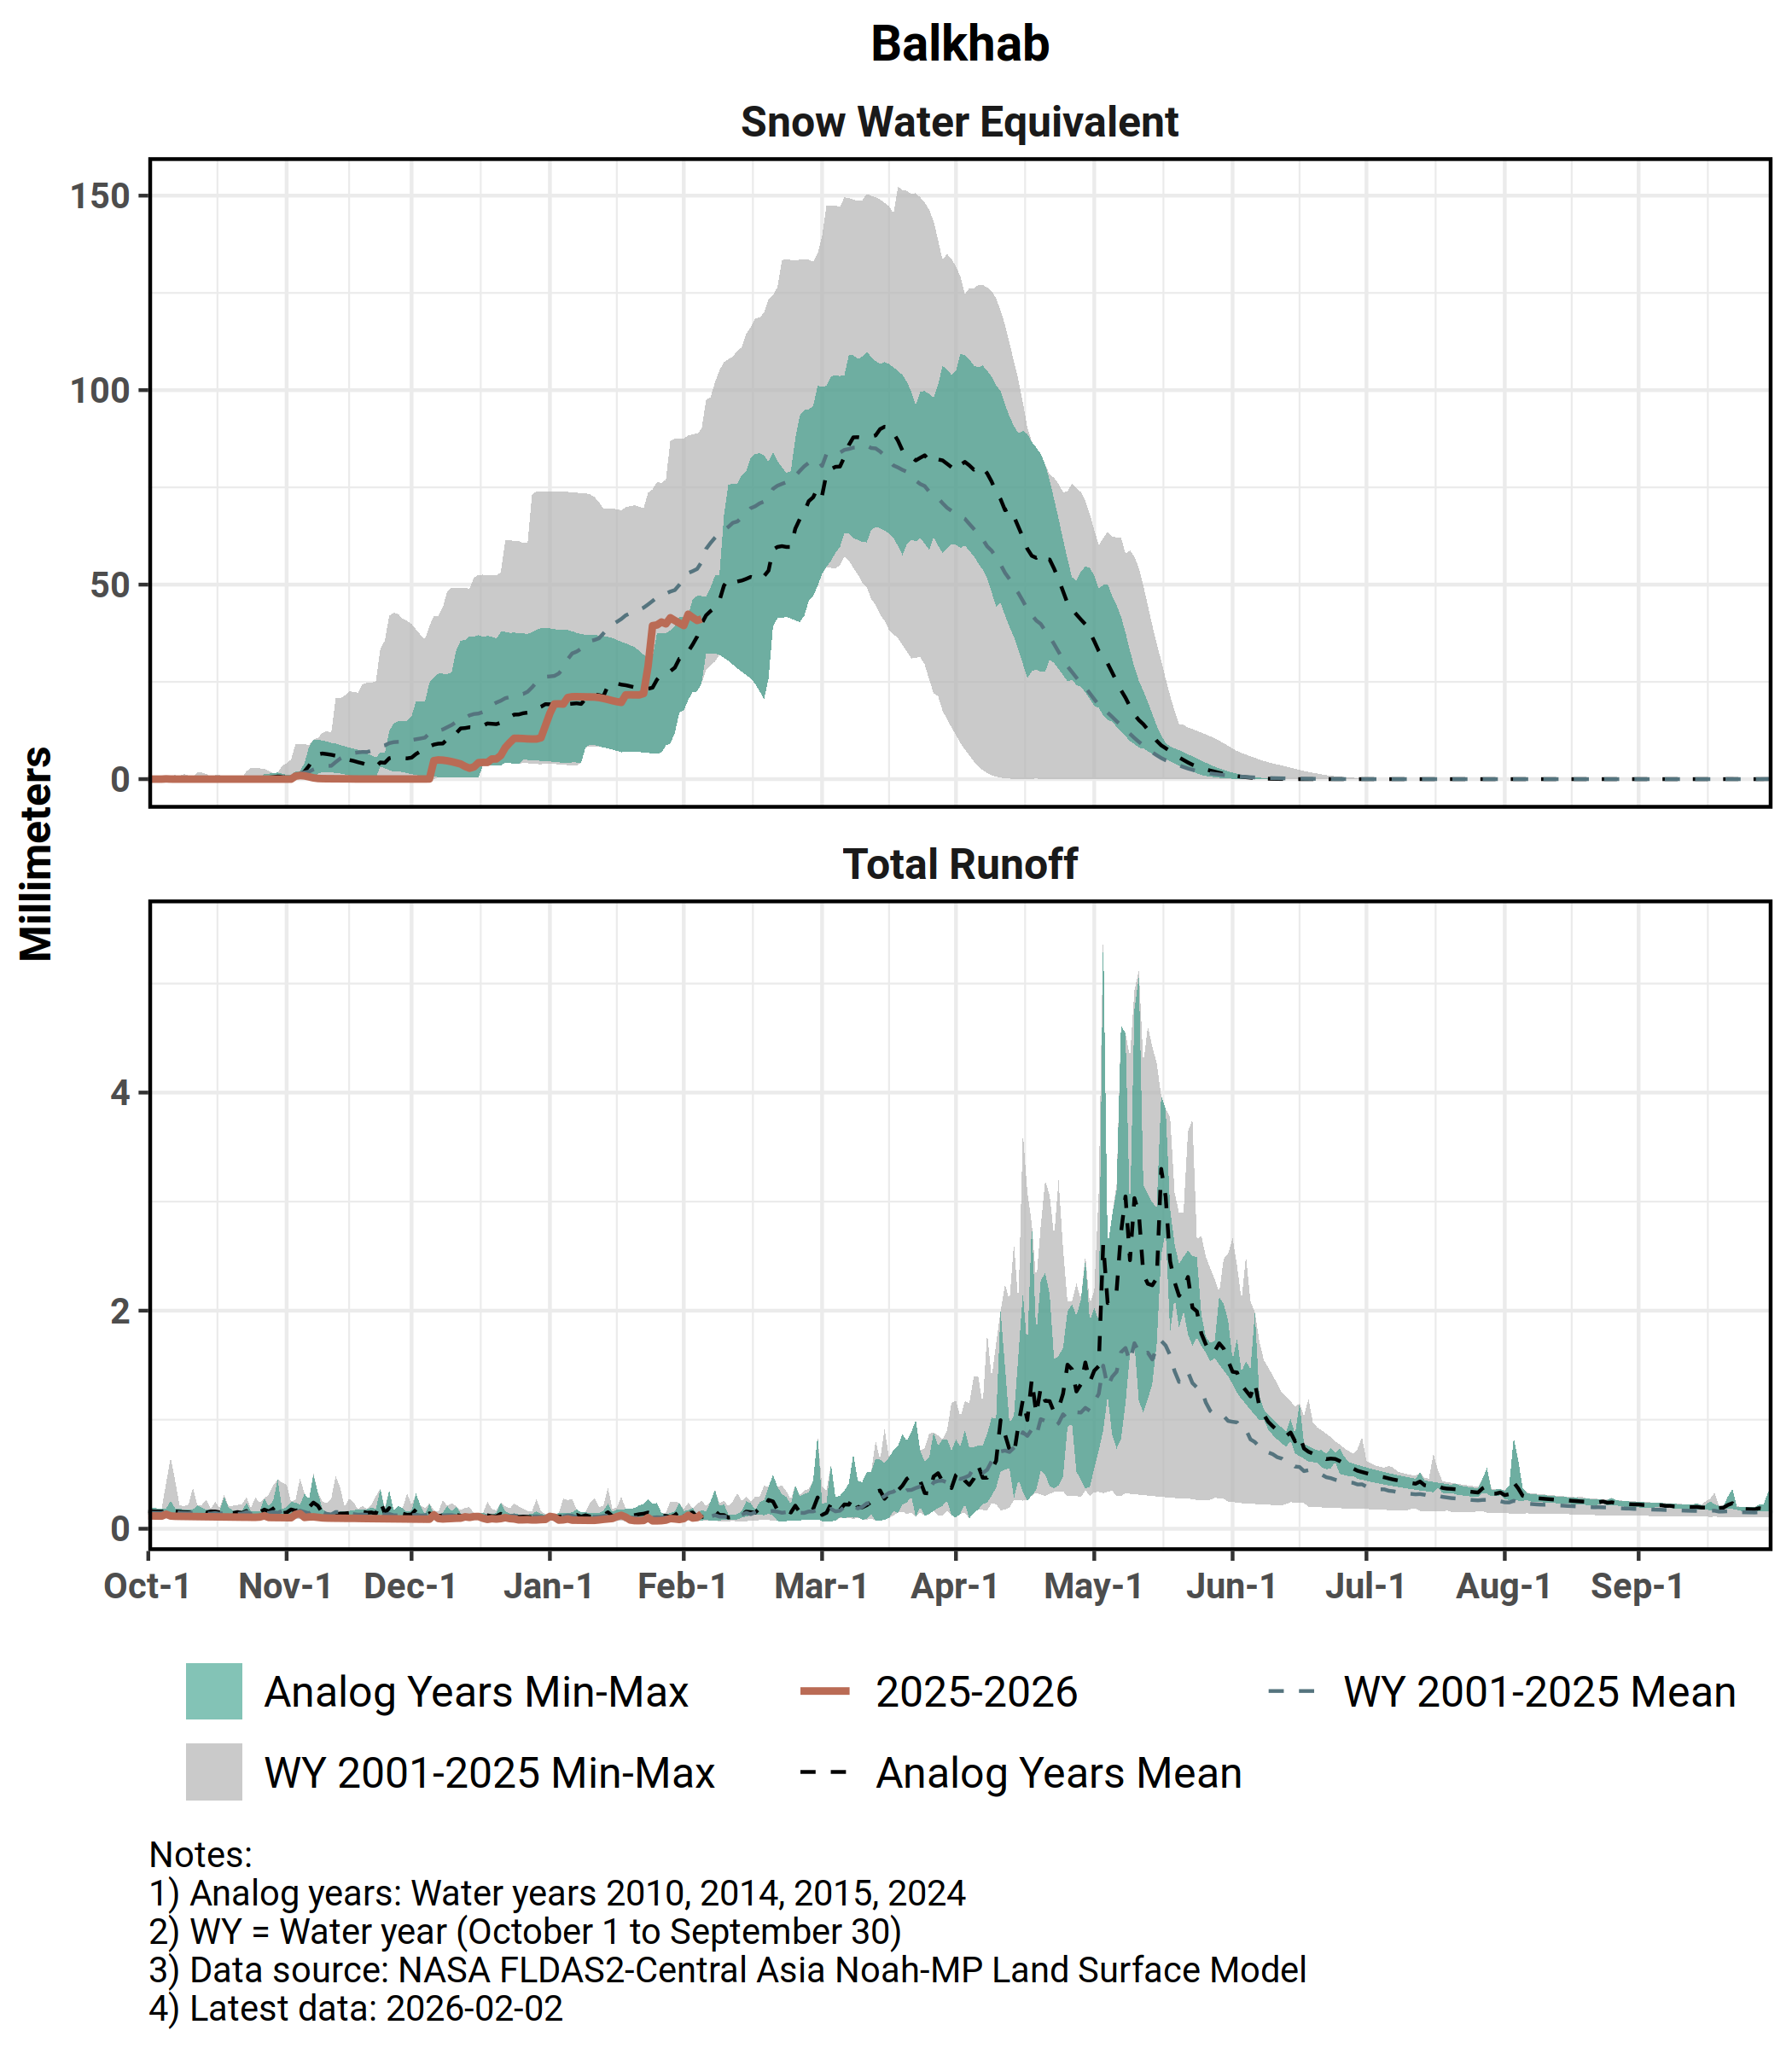 Balkhab
Snow Water Equivalent
150
100
50
0
Millimeters
Total Runoff
4
2
0
Oct-1 Nov-1 Dec-1 Jan-1 Feb-1 Mar-1 Apr-1 May-1 Jun-1 Jul-1 Aug-1 Sep-1
Analog Years Min-Max 2025-2026 WY 2001-2025 Mean
WY 2001-2025 Min-Max Analog Years Mean
Notes:
1) Analog years: Water years 2010, 2014, 2015, 2024
2) WY = Water year (October 1 to September 30)
3) Data source: NASA FLDAS2-Central Asia Noah-MP Land Surface Model
4) Latest data: 2026-02-02